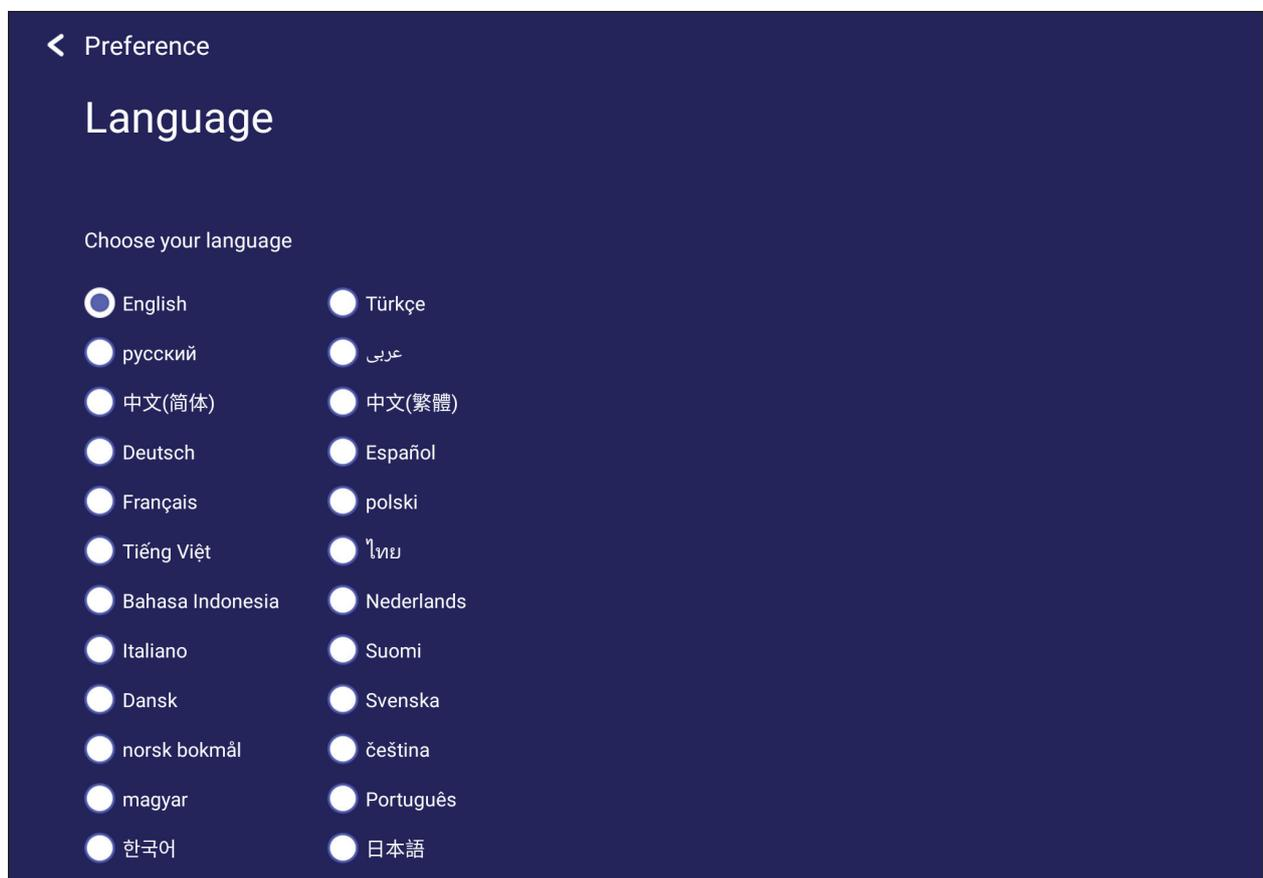 Preference
Language
Choose your language
English Türkçe
русский عربى
中文(简体) 中文(繁體)
Deutsch Español
Français polski
Tiếng Việt ไทย
Bahasa Indonesia Nederlands
Italiano Suomi
Dansk Svenska
norsk bokmål čeština
magyar Português
한국어 日本語